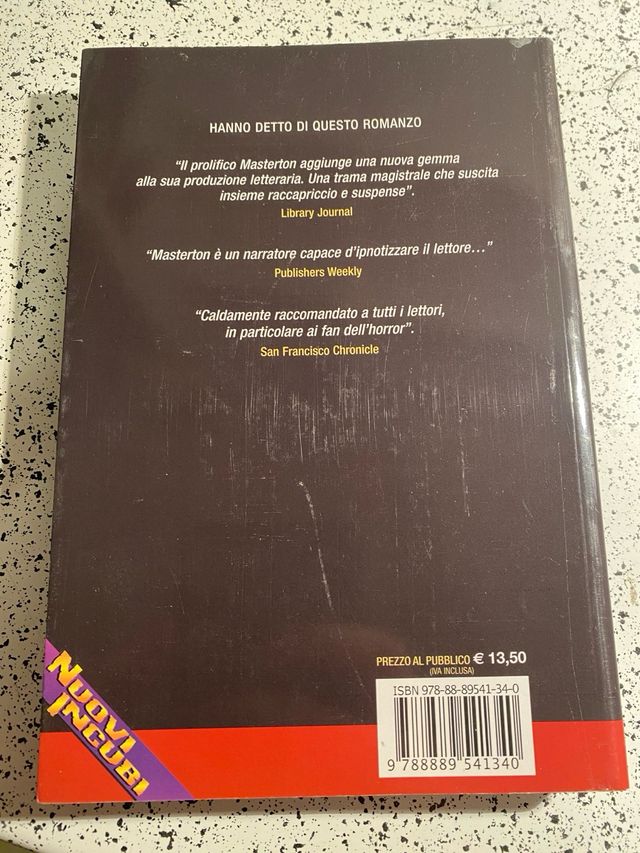 HANNO DETTO DI QUESTO ROMANZO
“Il prolifico Masterton aggiunge una nuova gemma
alla sua produzione letteraria. Una trama magistrale che suscita
insieme raccapriccio e suspense”.
Library Journal
“Masterton è un narratore capace d’ipnotizzare il lettore…”
Publishers Weekly
“Caldamente raccomandato a tutti i lettori,
in particolare ai fan dell’horror”.
San Francisco Chronicle
PREZZO AL PUBBLICO € 13,50
(IVA INCLUSA)
ISBN 978-88-89541-34-0
9 788889 541340
NUOVI
INCUBI